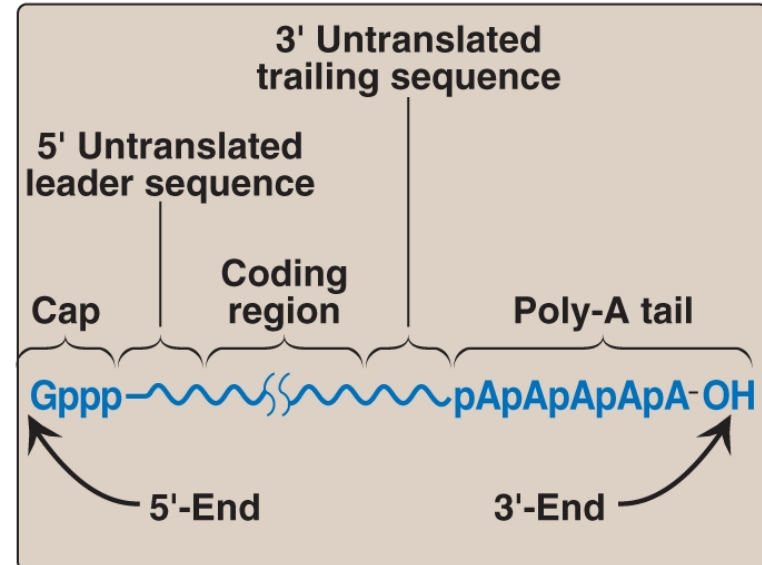 3' Untranslated
trailing sequence
5' Untranslated
leader sequence
Cap
Coding
region
Poly-A tail
Gppp
pApApApApA-OH
5'-End
3'-End